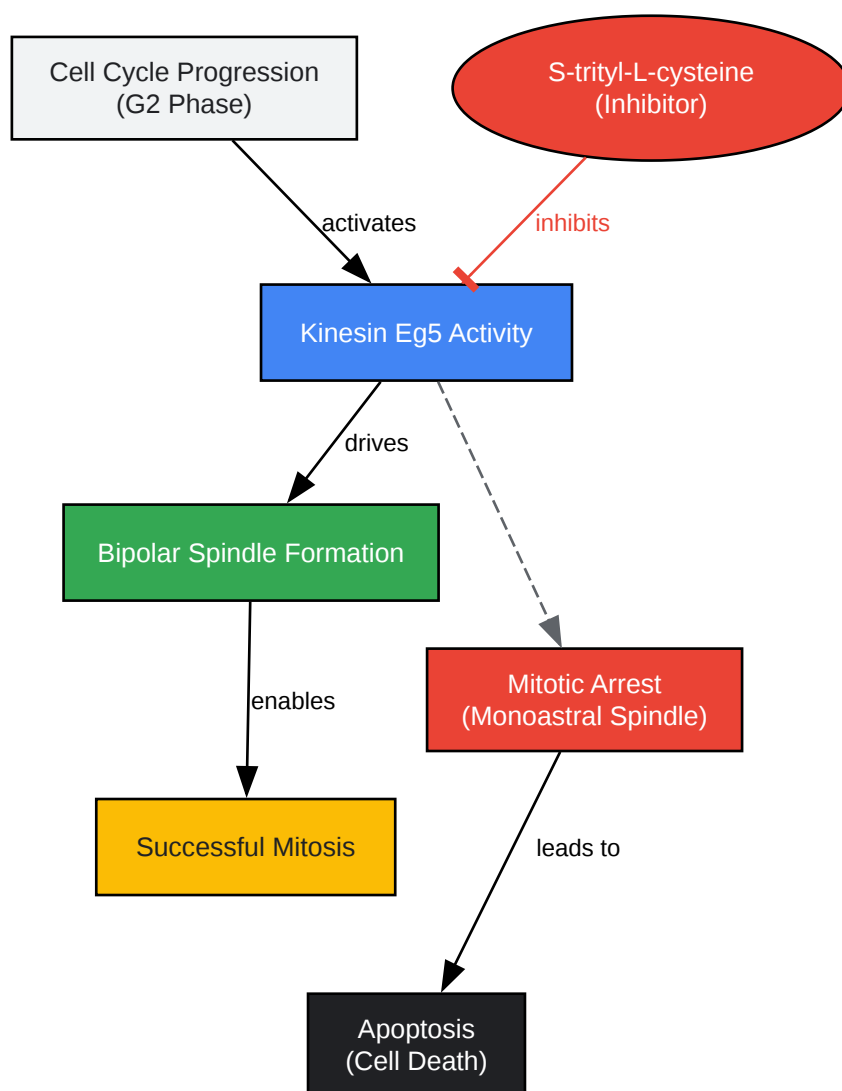 Cell Cycle Progression
(G2 Phase)
S-trityl-L-cysteine
(Inhibitor)
activates
inhibits
Kinesin Eg5 Activity
drives
Bipolar Spindle Formation
enables
Mitotic Arrest
(Monoastral Spindle)
Successful Mitosis
leads to
Apoptosis
(Cell Death)